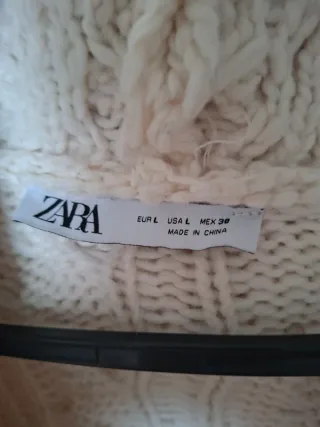 ZARA
EUR L USA L MEX 30
MADE IN CHINA